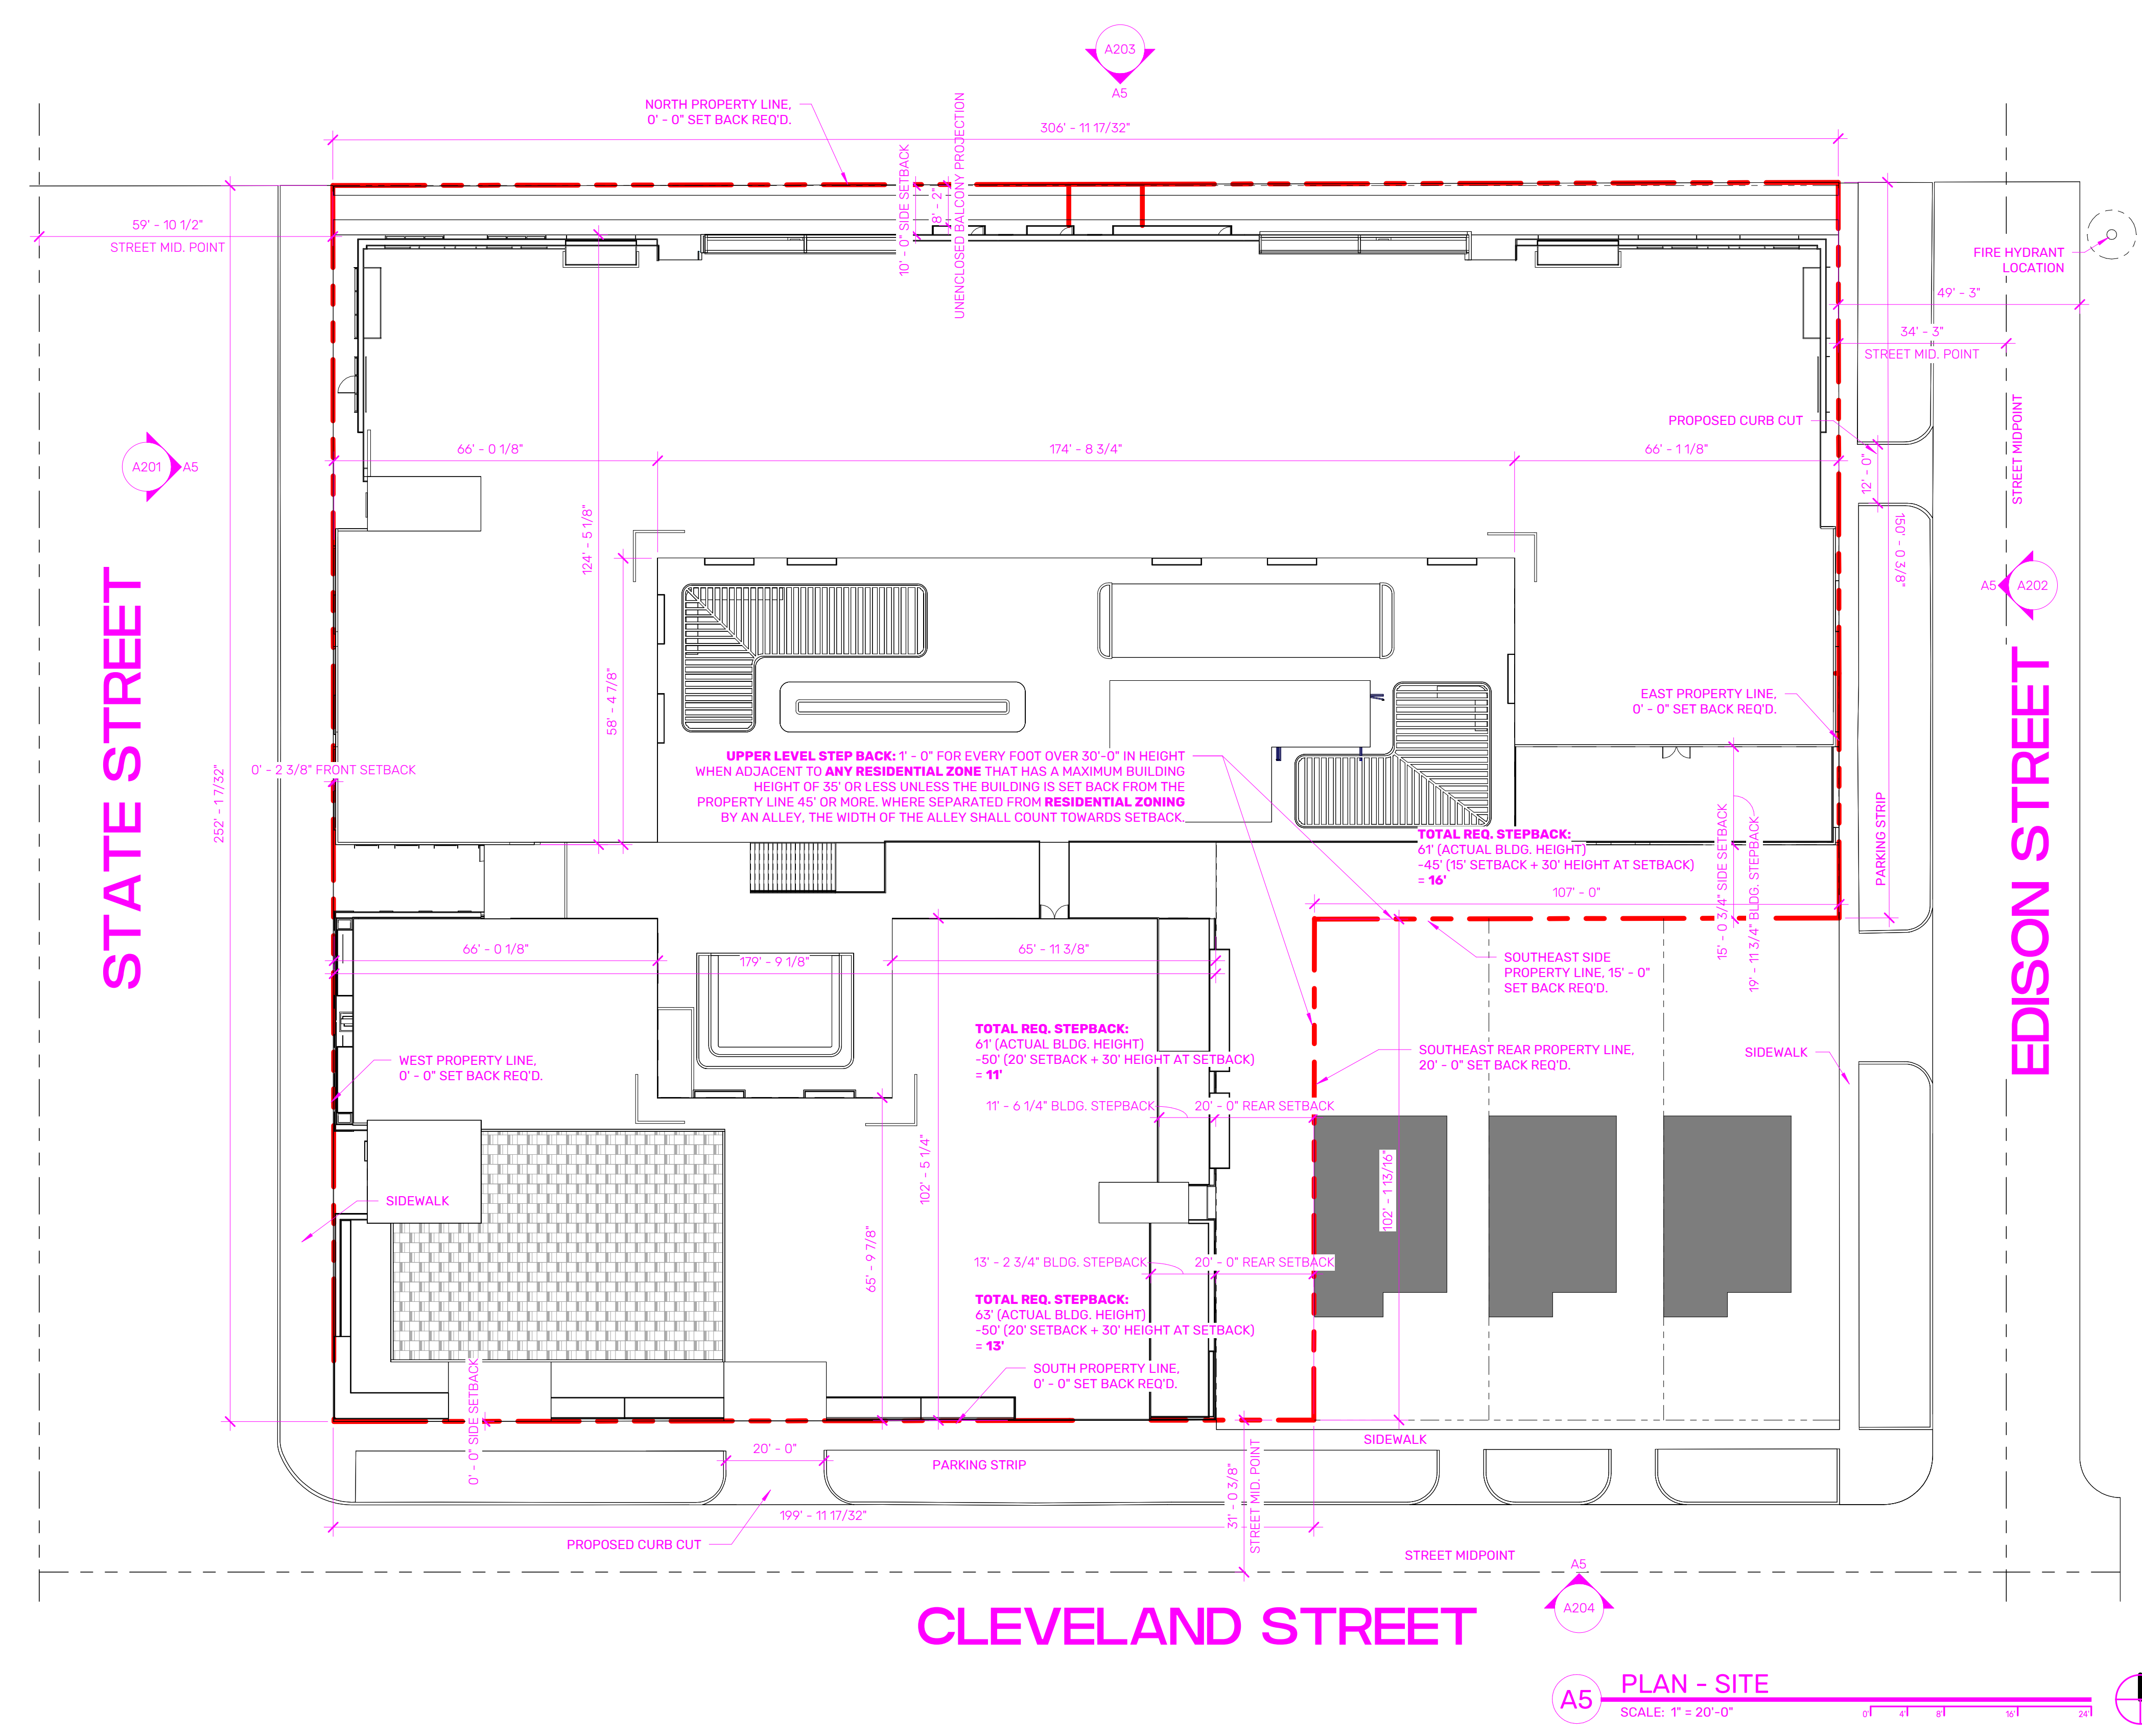 A203
A5
NORTH PROPERTY LINE,
0' - 0" SET BACK REQ'D.
306' - 11 17/32"
10' - 0" SIDE SETBACK
8' - 2"
UNENCLOSED BALCONY PROJECTION
59' - 10 1/2"
STREET MID. POINT
FIRE HYDRANT
LOCATION
49' - 3"
34' - 3"
STREET MID. POINT
PROPOSED CURB CUT
STREET MIDPOINT
12' - 0"
150' - 0 3/8"
A201
A5
66' - 0 1/8"
174' - 8 3/4"
66' - 1 1/8"
124' - 5 1/8"
58' - 4 7/8"
A5
A202
STATE STREET
EDISON STREET
252' - 1 7/32"
0' - 2 3/8" FRONT SETBACK
EAST PROPERTY LINE,
0' - 0" SET BACK REQ'D.
UPPER LEVEL STEP BACK: 1' - 0" FOR EVERY FOOT OVER 30'-0" IN HEIGHT
WHEN ADJACENT TO ANY RESIDENTIAL ZONE THAT HAS A MAXIMUM BUILDING
HEIGHT OF 35' OR LESS UNLESS THE BUILDING IS SET BACK FROM THE
PROPERTY LINE 45' OR MORE. WHERE SEPARATED FROM RESIDENTIAL ZONING
BY AN ALLEY, THE WIDTH OF THE ALLEY SHALL COUNT TOWARDS SETBACK.
TOTAL REQ. STEPBACK:
61' (ACTUAL BLDG. HEIGHT)
-45' (15' SETBACK + 30' HEIGHT AT SETBACK)
= 16'
15' - 0 3/4" SIDE SETBACK
19' - 11 3/4" BLDG. STEPBACK
PARKING STRIP
107' - 0"
66' - 0 1/8"
179' - 9 1/8"
65' - 11 3/8"
SOUTHEAST SIDE
PROPERTY LINE, 15' - 0"
SET BACK REQ'D.
TOTAL REQ. STEPBACK:
61' (ACTUAL BLDG. HEIGHT)
-50' (20' SETBACK + 30' HEIGHT AT SETBACK)
= 11'
SOUTHEAST REAR PROPERTY LINE,
20' - 0" SET BACK REQ'D.
SIDEWALK
WEST PROPERTY LINE,
0' - 0" SET BACK REQ'D.
11' - 6 1/4" BLDG. STEPBACK
20' - 0" REAR SETBACK
102' - 5 1/4"
102' - 1 13/16"
SIDEWALK
65' - 9 7/8"
13' - 2 3/4" BLDG. STEPBACK
20' - 0" REAR SETBACK
TOTAL REQ. STEPBACK:
63' (ACTUAL BLDG. HEIGHT)
-50' (20' SETBACK + 30' HEIGHT AT SETBACK)
= 13'
SOUTH PROPERTY LINE,
0' - 0" SET BACK REQ'D.
0' - 0" SIDE SETBACK
20' - 0"
PARKING STRIP
SIDEWALK
31' - 0 3/8"
STREET MID. POINT
199' - 11 17/32"
PROPOSED CURB CUT
STREET MIDPOINT
A5
A204
CLEVELAND STREET
A5
PLAN - SITE
SCALE: 1" = 20'-0"
0' 4' 8' 16' 24'